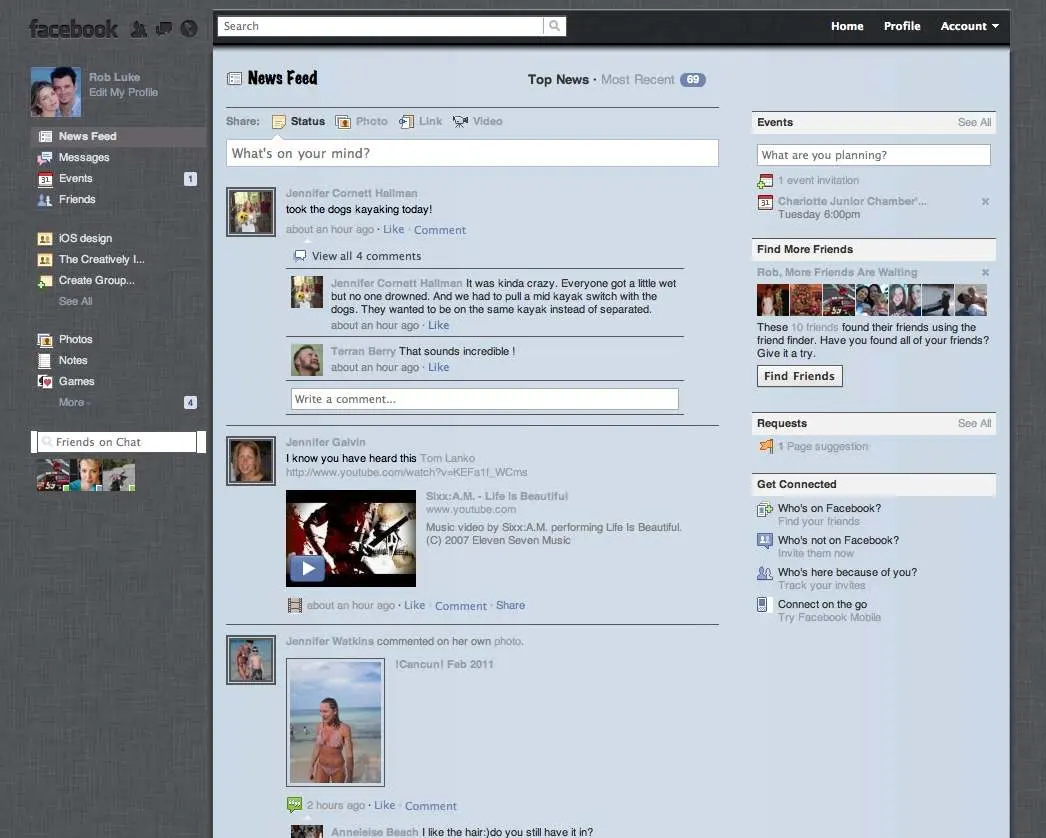 facebook
Search
Home Profile Account
Rob Luke
Edit My Profile
News Feed
Messages
Events 1
Friends
iOS design
The Creatively I...
Create Group...
See All
Photos
Notes
Games
More 4
Friends on Chat
News Feed
Top News · Most Recent 69
Share: Status Photo Link Video
What's on your mind?
Jennifer Cornett Hallman
took the dogs kayaking today!
about an hour ago · Like · Comment
View all 4 comments
Jennifer Cornett Hallman It was kinda crazy. Everyone got a little wet
but no one drowned. And we had to pull a mid kayak switch with the
dogs. They wanted to be on the same kayak instead of separated.
about an hour ago · Like
Terran Berry That sounds incredible !
about an hour ago · Like
Write a comment...
Jennifer Galvin
I know you have heard this Tom Lanko
http://www.youtube.com/watch?v=KEFa1f_WCms
Sixx:A.M. - Life Is Beautiful
www.youtube.com
Music video by Sixx:A.M. performing Life Is Beautiful.
(C) 2007 Eleven Seven Music
about an hour ago · Like · Comment · Share
Jennifer Watkins commented on her own photo.
!Cancun! Feb 2011
2 hours ago · Like · Comment
Anneleise Beach I like the hair:)do you still have it in?
Events See All
What are you planning?
1 event invitation
31 Charlotte Junior Chamber'... ×
Tuesday 6:00pm
Find More Friends
Rob, More Friends Are Waiting ×
These 10 friends found their friends using the
friend finder. Have you found all of your friends?
Give it a try.
Find Friends
Requests See All
1 Page suggestion
Get Connected
Who's on Facebook?
Find your friends
Who's not on Facebook?
Invite them now
Who's here because of you?
Track your invites
Connect on the go
Try Facebook Mobile